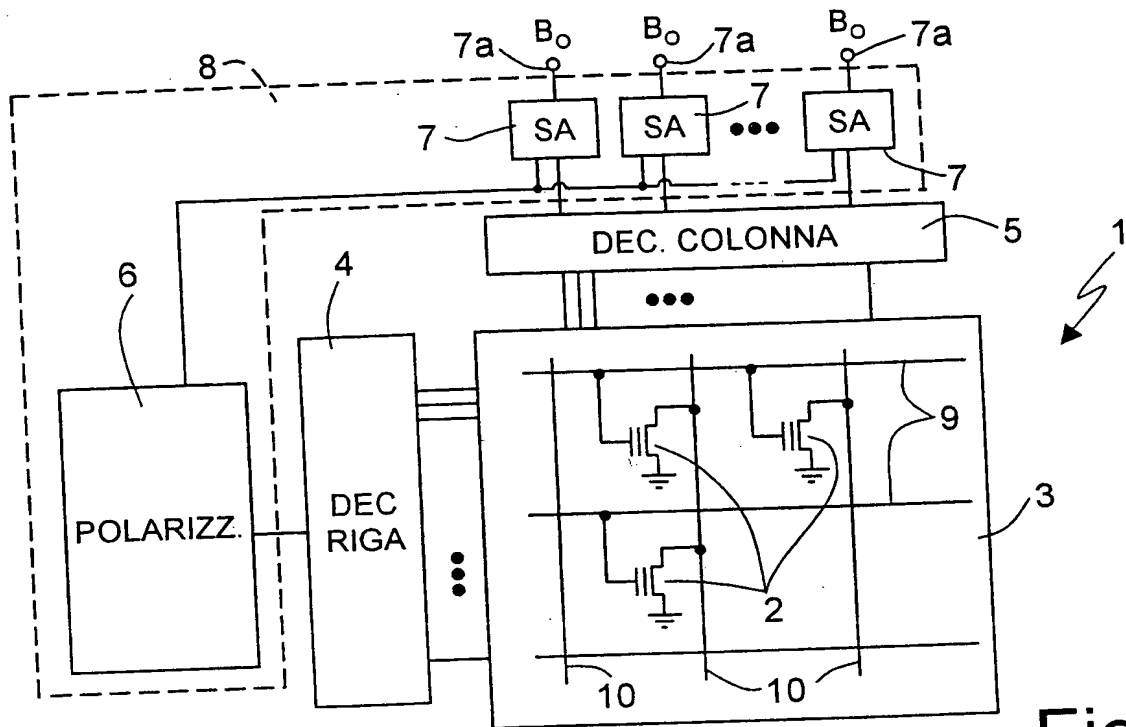 Bo Bo Bo
7a 7a 7a
8
7 SA SA 7 SA
7
DEC. COLONNA 5
1
6 4
9
3
DEC
RIGA
POLARIZZ.
2
10 10
Fig